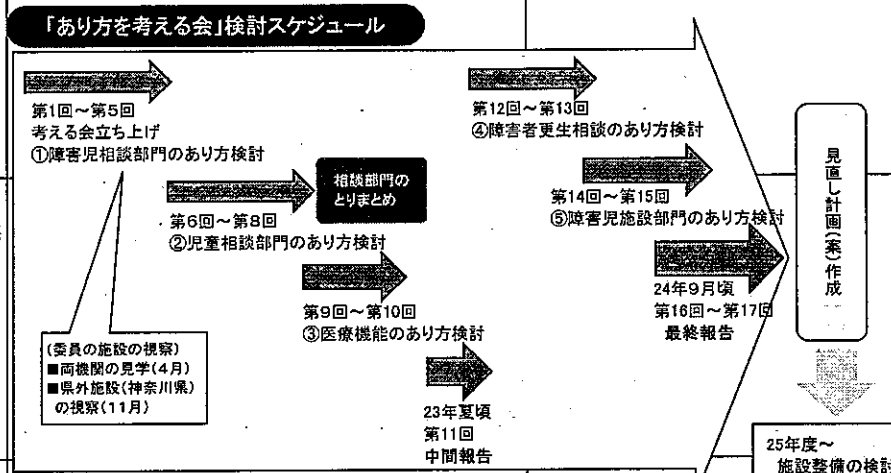 「あり方を考える会」検討スケジュール
第1回～第5回
考える会立ち上げ
①障害児相談部門のあり方検討
相談部門の
とりまとめ
第6回～第8回
②児童相談部門のあり方検討
第9回～第10回
③医療機能のあり方検討
(委員の施設の視察)
■両機関の見学(4月)
■県外施設(神奈川県)
の視察(11月)
23年夏頃
第11回
中間報告
第12回～第13回
④障害者更生相談のあり方検討
第14回～第15回
⑤障害児施設部門のあり方検討
24年9月頃
第16回～第17回
最終報告
見直し計画(案)作成
25年度～
施設整備の検討